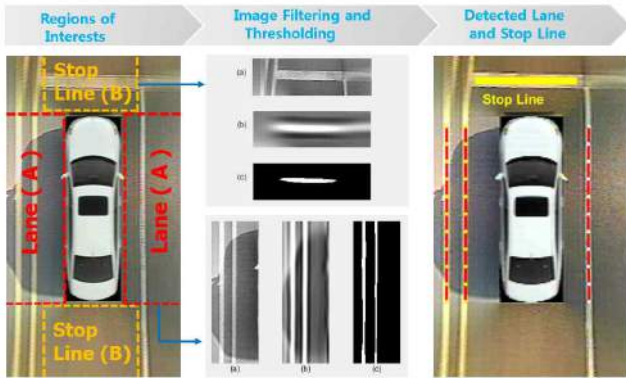 Regions of
Interests
Image Filtering and
Thresholding
Detected Lane
and Stop Line
Stop
Line (B)
Lane ( A )
Lane ( A )
Stop
Line (B)
(a)
(b)
(c)
(a)
(b)
(c)
Stop Line